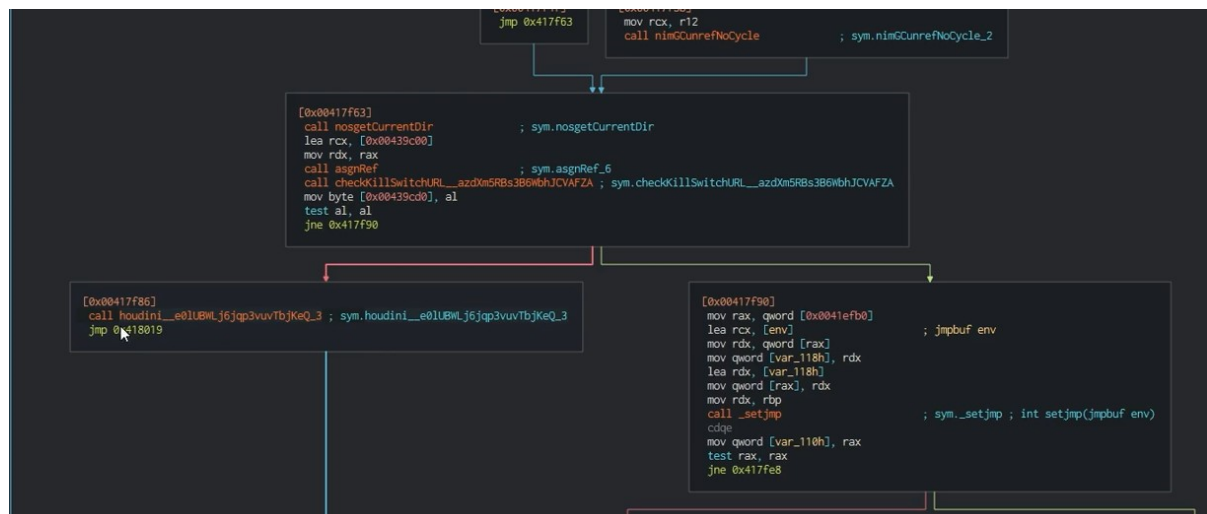 jmp 0x417f63
mov rcx, r12
call nimGCunrefNoCycle ; sym.nimGCunrefNoCycle_2
[0x00417f63]
call nosgetCurrentDir ; sym.nosgetCurrentDir
lea rcx, [0x00439c00]
mov rdx, rax
call asgnRef ; sym.asgnRef_6
call checkKillSwitchURL__azdXm5RBs3B6WbhJCVAFZA ; sym.checkKillSwitchURL__azdXm5RBs3B6WbhJCVAFZA
mov byte [0x00439cd0], al
test al, al
jne 0x417f90
[0x00417f86]
call houdini__e0lUBWLj6jqp3vuvTbjKeQ_3 ; sym.houdini__e0lUBWLj6jqp3vuvTbjKeQ_3
jmp 0x418019
[0x00417f90]
mov rax, qword [0x0041efb0]
lea rcx, [env] ; jmpbuf env
mov rdx, qword [rax]
mov qword [var_118h], rdx
lea rdx, [var_118h]
mov qword [rax], rdx
mov rdx, rbp
call _setjmp ; sym._setjmp ; int setjmp(jmpbuf env)
cdqe
mov qword [var_110h], rax
test rax, rax
jne 0x417fe8